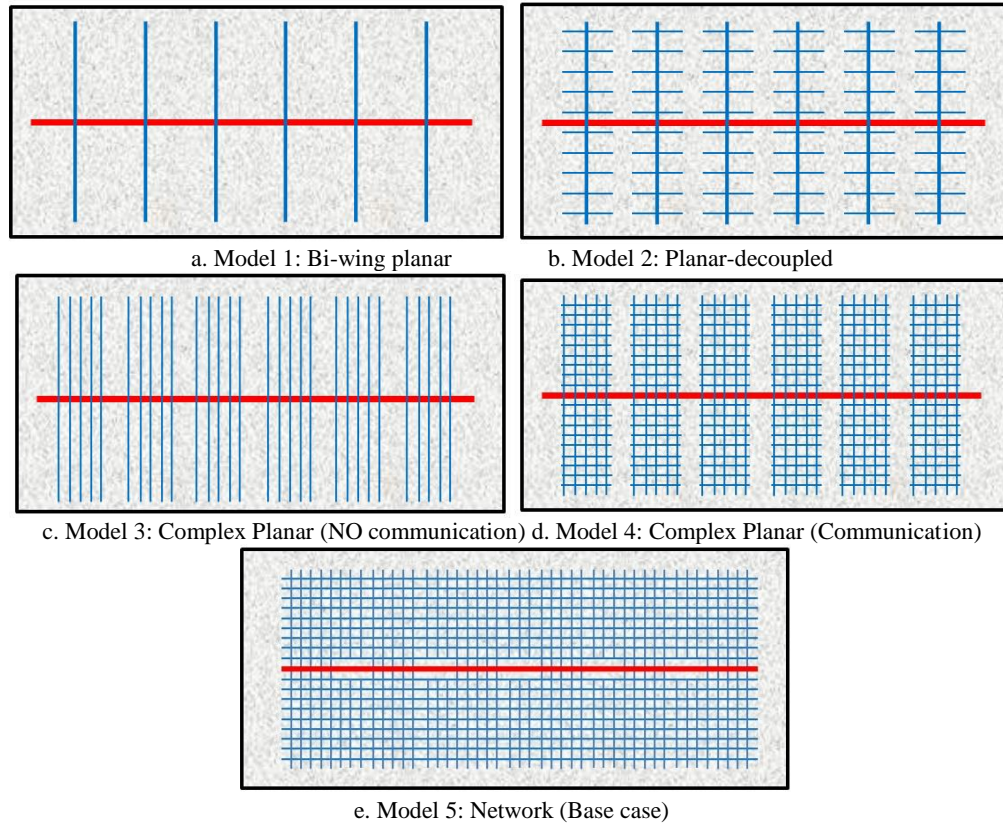 a. Model 1: Bi-wing planar
b. Model 2: Planar-decoupled
c. Model 3: Complex Planar (NO communication)
d. Model 4: Complex Planar (Communication)
e. Model 5: Network (Base case)